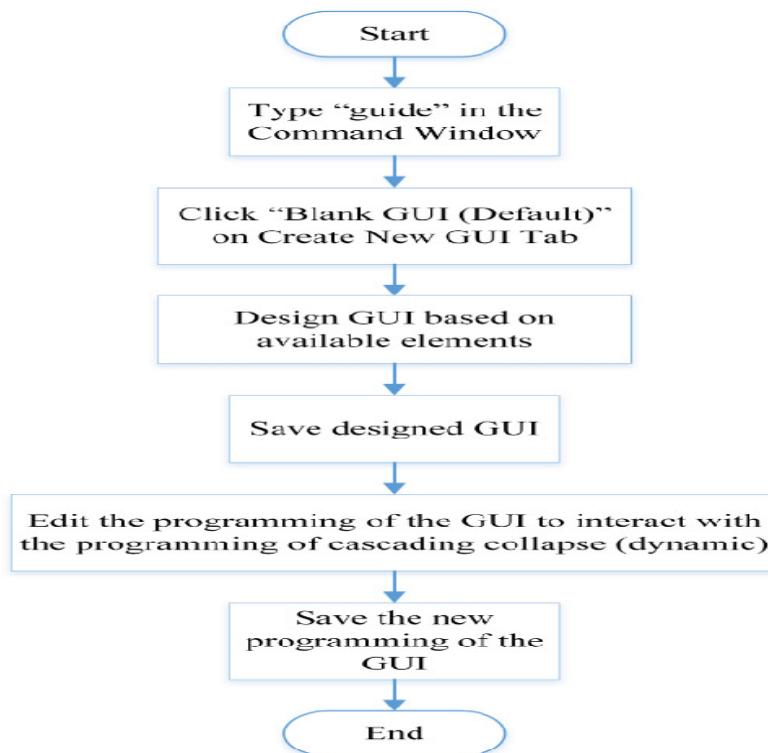 Start
Type “guide” in the
Command Window
Click “Blank GUI (Default)”
on Create New GUI Tab
Design GUI based on
available elements
Save designed GUI
Edit the programming of the GUI to interact with
the programming of cascading collapse (dynamic)
Save the new
programming of the
GUI
End